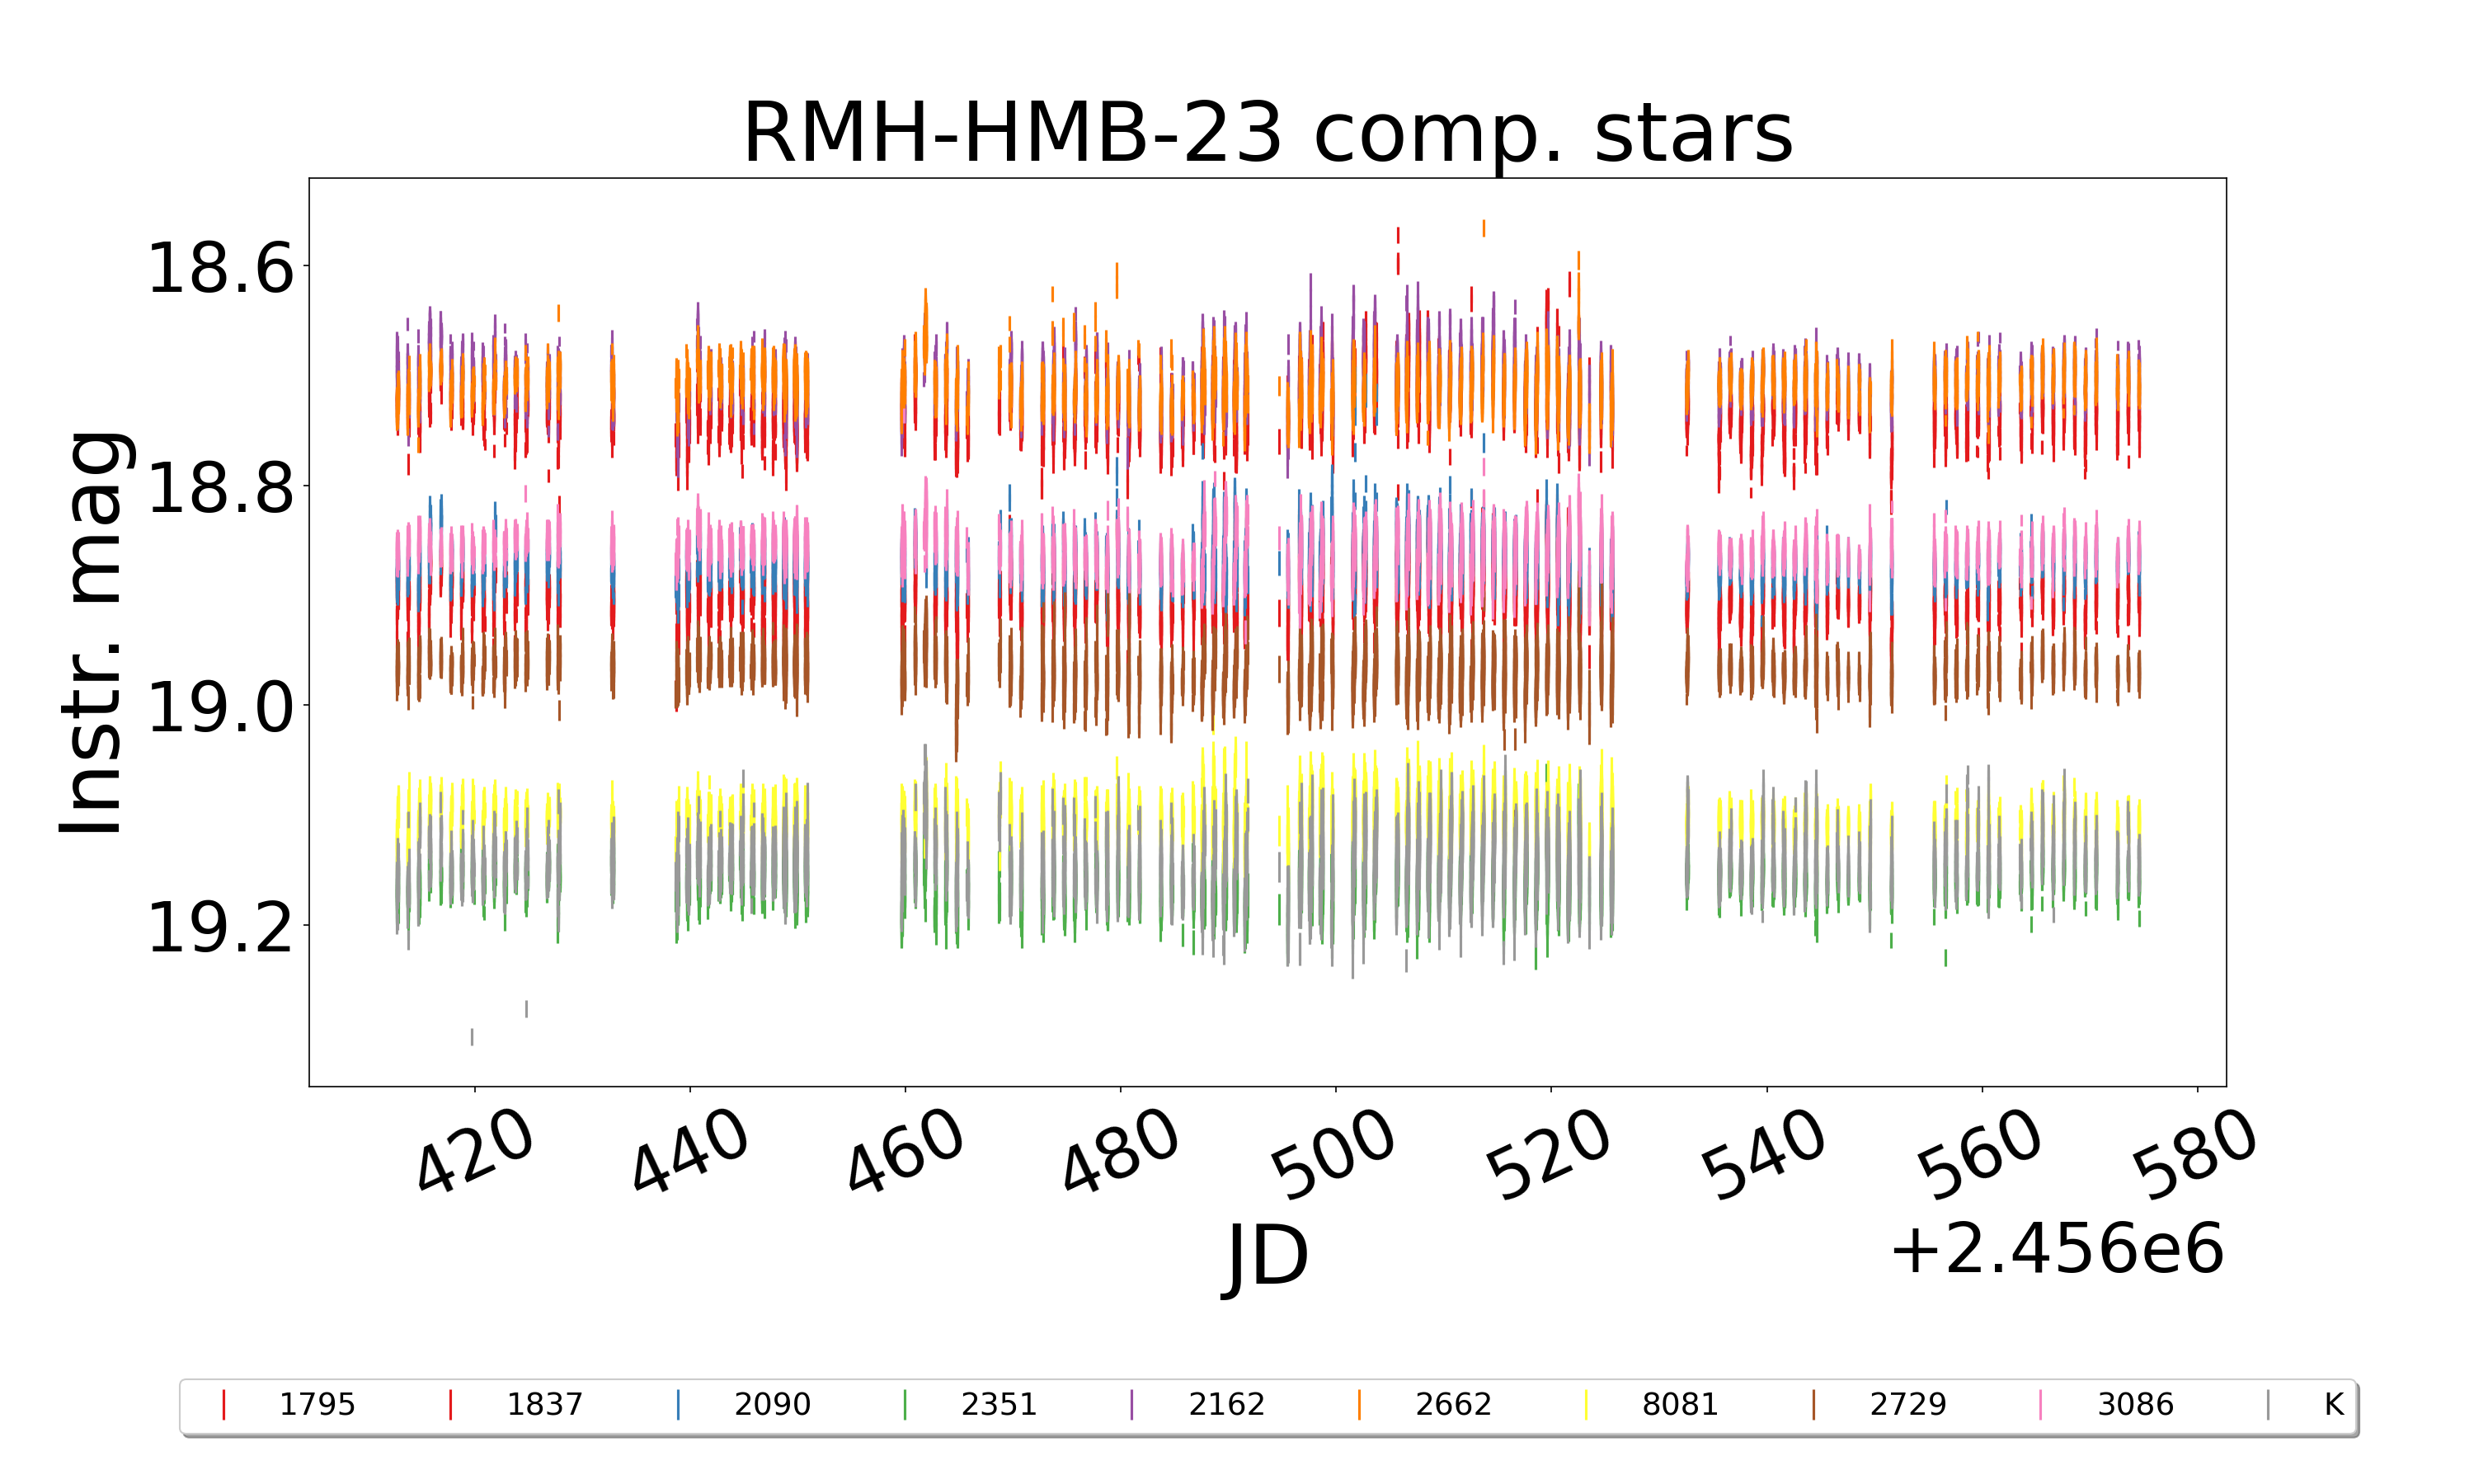 RMH-HMB-23 comp. stars
Instr. mag
18.6
18.8
19.0
19.2
420 440 460 480 500 520 540 560 580
JD
+2.456e6
1795 1837 2090 2351 2162 2662 8081 2729 3086 K